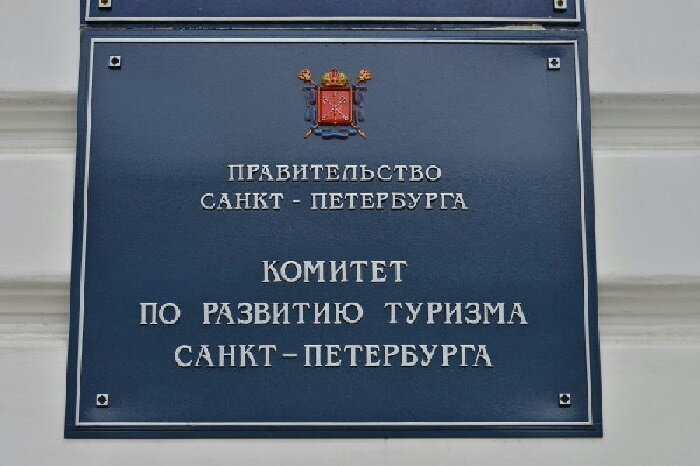 ПРАВИТЕЛЬСТВО
САНКТ - ПЕТЕРБУРГА
КОМИТЕТ
ПО РАЗВИТИЮ ТУРИЗМА
САНКТ - ПЕТЕРБУРГА